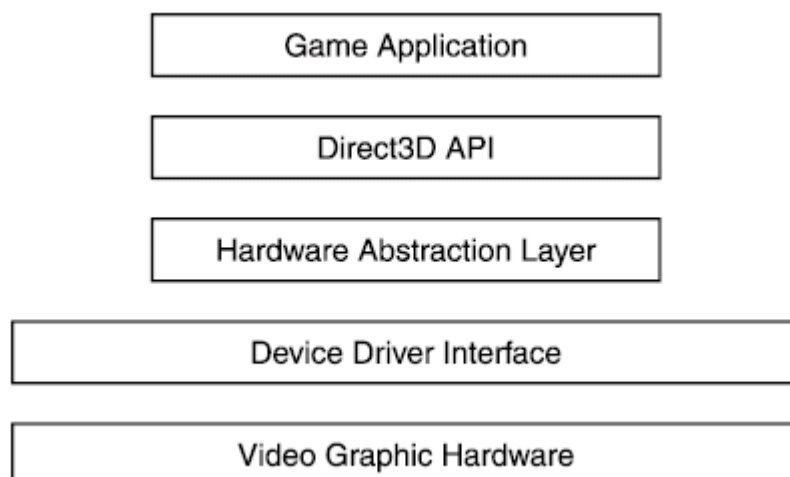 Game Application
Direct3D API
Hardware Abstraction Layer
Device Driver Interface
Video Graphic Hardware